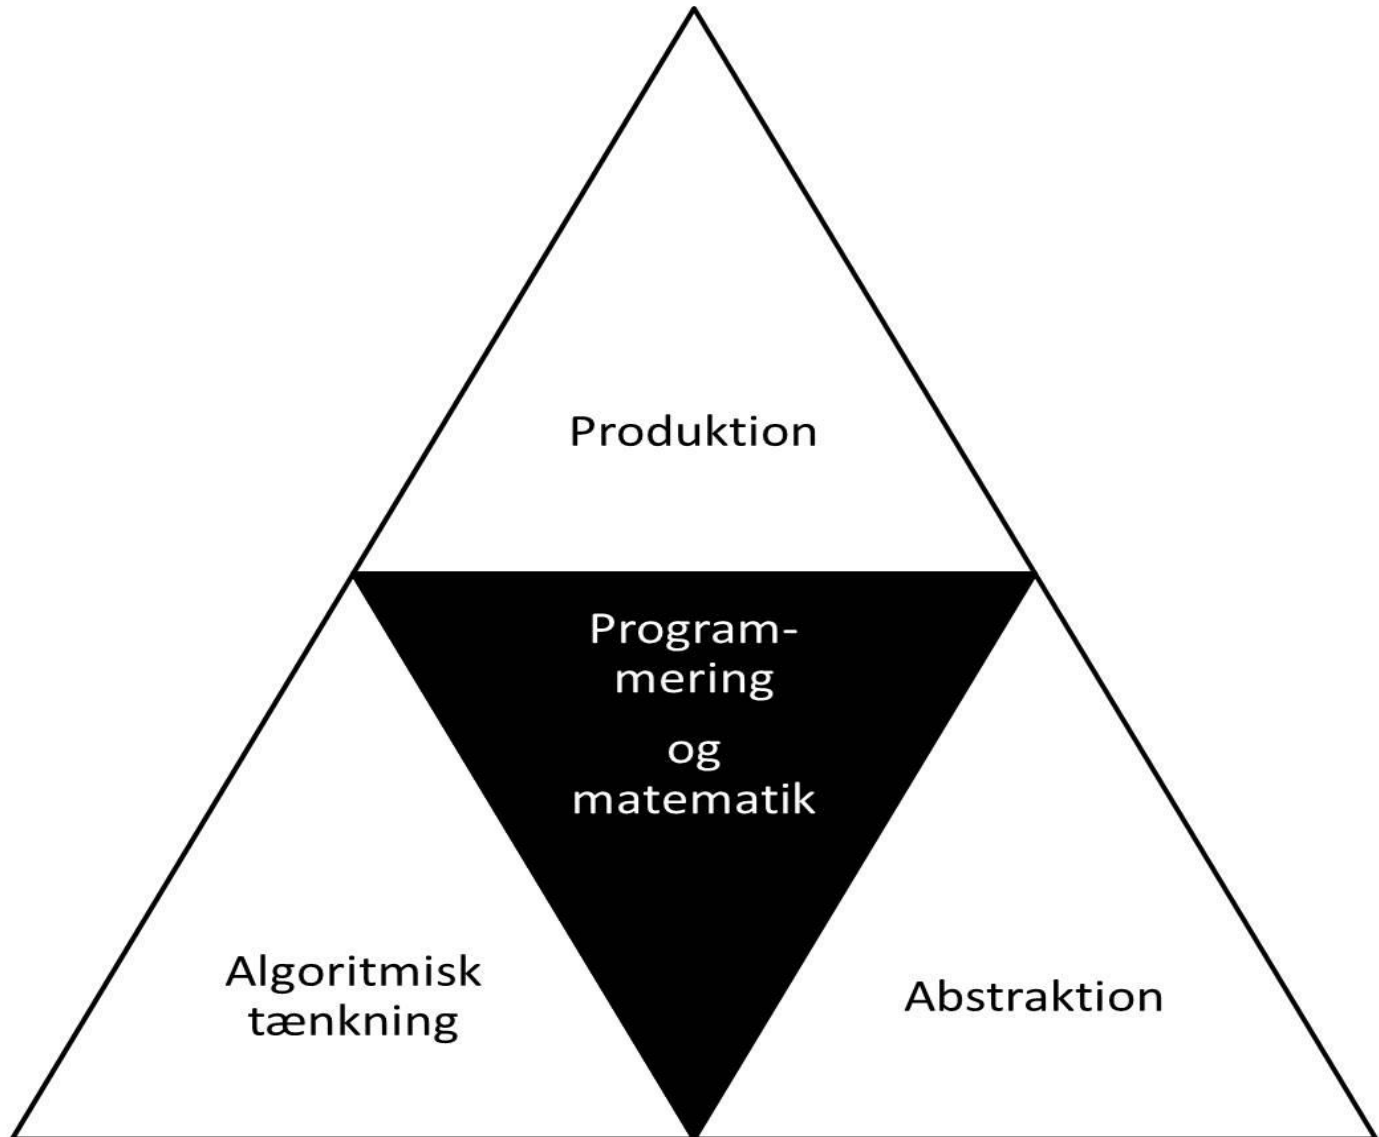 Produktion
Program-
mering
og
matematik
Algoritmisk
tænkning
Abstraktion